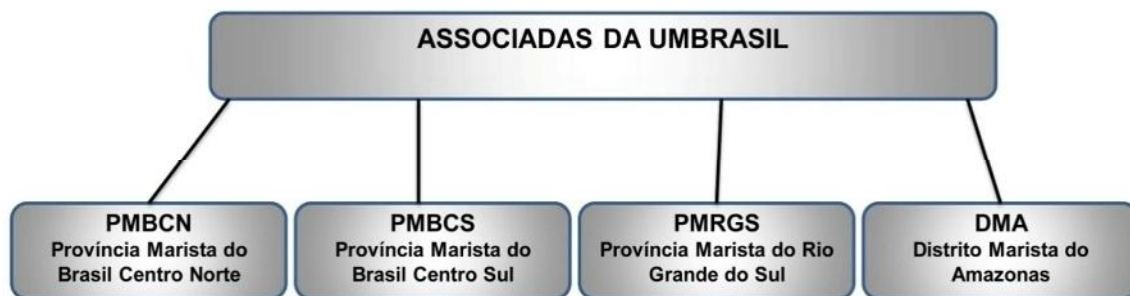 ASSOCIADAS DA UMBRASIL
PMBCN
Província Marista do
Brasil Centro Norte
PMBCS
Província Marista do
Brasil Centro Sul
PMRGS
Província Marista do Rio
Grande do Sul
DMA
Distrito Marista do
Amazonas